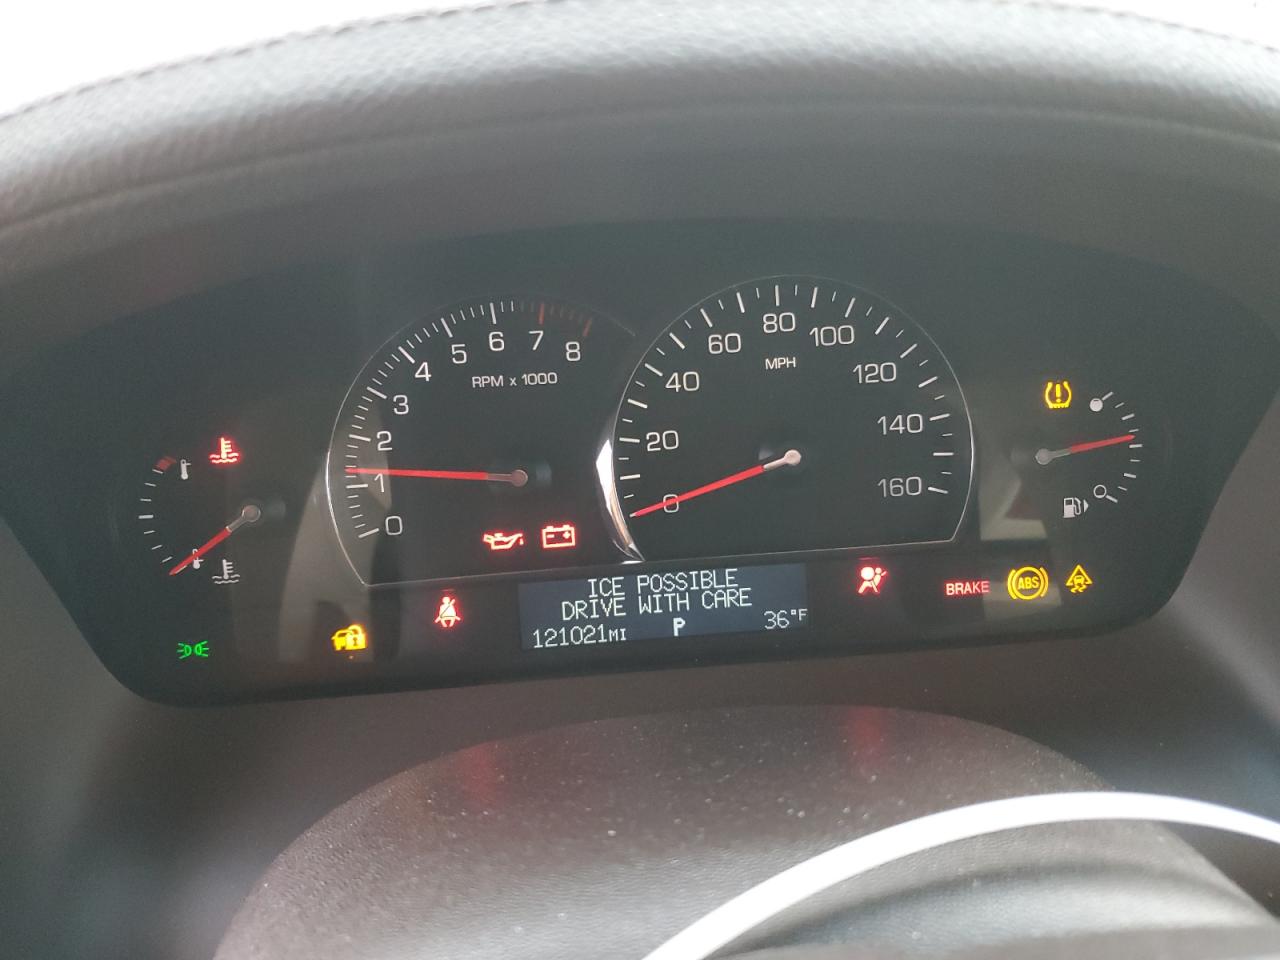 0 1 2 3 4 5 6 7 8
RPM x 1000
0 20 40 60 80 100 120 140 160
MPH
ICE POSSIBLE
DRIVE WITH CARE
121021MI P 36°F
BRAKE
ABS